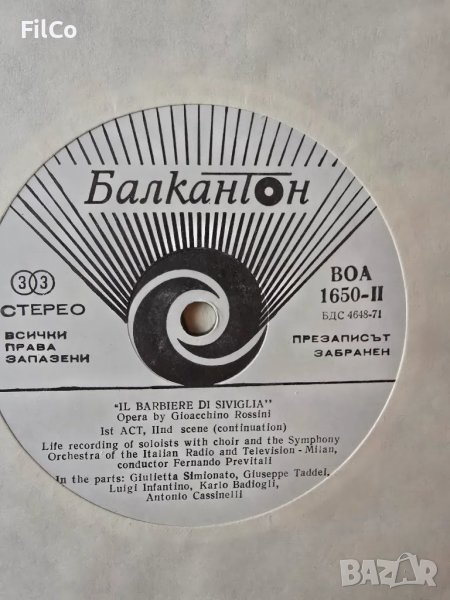 FilCo
Балкантон
33
СТЕРЕО
ВСИЧКИ
ПРАВА
ЗАПАЗЕНИ
ВОА
1650-II
БДС 4648-71
ПРЕЗАПИСЪТ
ЗАБРАНЕН
"IL BARBIERE DI SIVIGLIA"
Opera by Gioacchino Rossini
Ist ACT, IInd scene (continuation)
Life recording of soloists with choir and the Symphony
Orchestra of the Italian Radio and Television - Milan,
conductor Fernando Previtali
In the parts: Giulietta Simionato, Giuseppe Taddei,
Luigi Infantino, Karlo Badiogli,
Antonio Cassinelli
BAZAR
.bg